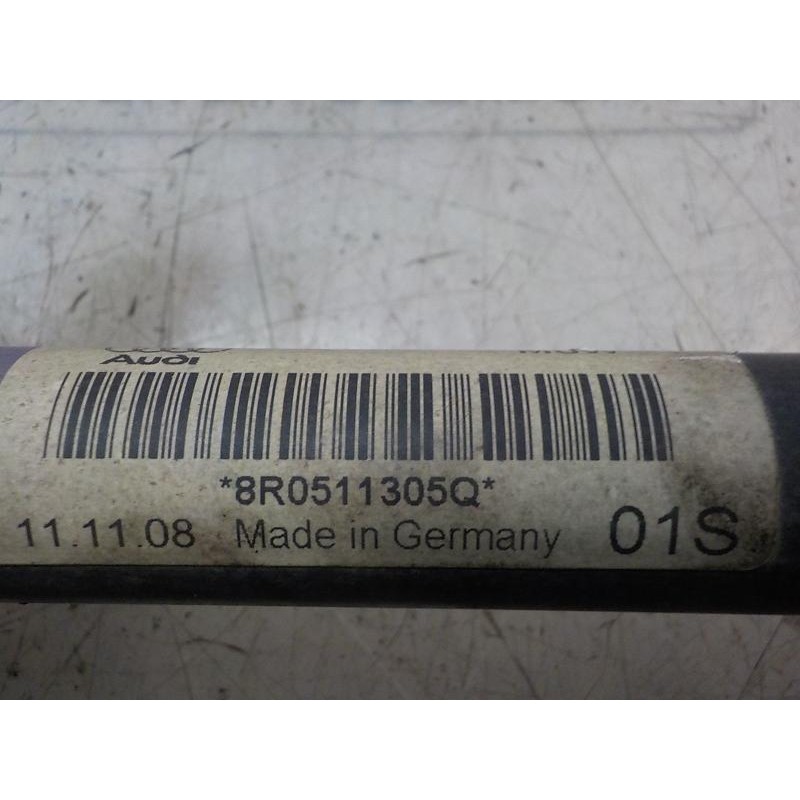 Audi
*8R0511305Q*
11.11.08 Made in Germany 01S